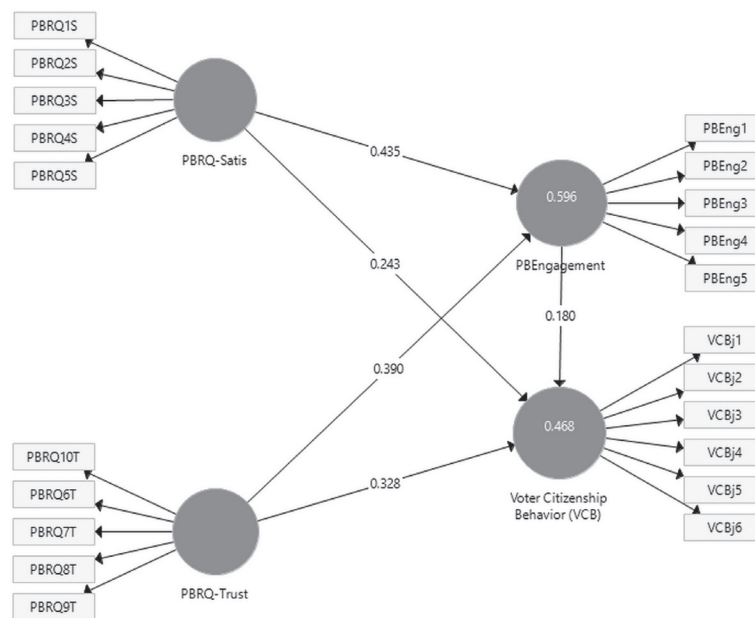 PBRQ1S
PBRQ2S
PBRQ3S
PBRQ4S
PBRQ5S
PBRQ-Satis
0.435
0.243
0.390
0.328
0.180
0.596
PBEngagement
PBEng1
PBEng2
PBEng3
PBEng4
PBEng5
0.468
Voter Citizenship
Behavior (VCB)
VCBj1
VCBj2
VCBj3
VCBj4
VCBj5
VCBj6
PBRQ10T
PBRQ6T
PBRQ7T
PBRQ8T
PBRQ9T
PBRQ-Trust